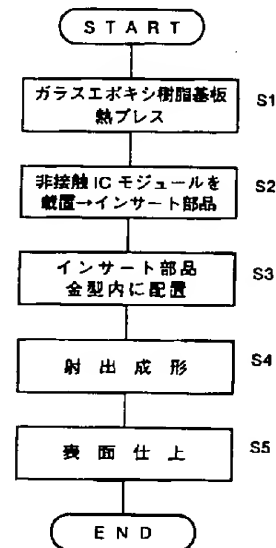 START
ガラスエポキシ樹脂基板
熱プレス
S1
非接触ICモジュールを
載置→インサート部品
S2
インサート部品
金型内に配置
S3
射出成形
S4
表面仕上
S5
END